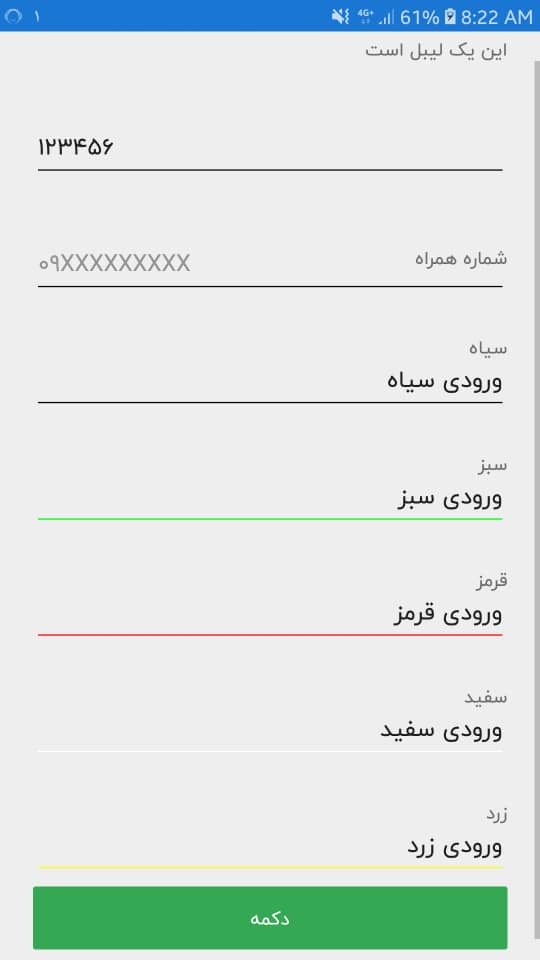 ۱ 4G+ 61% 8:22 AM
این یک لیبل است
۱۲۳۴۵۶
شماره همراه
۰۹XXXXXXXXX
سیاه
ورودی سیاه
سبز
ورودی سبز
قرمز
ورودی قرمز
سفید
ورودی سفید
زرد
ورودی زرد
دکمه